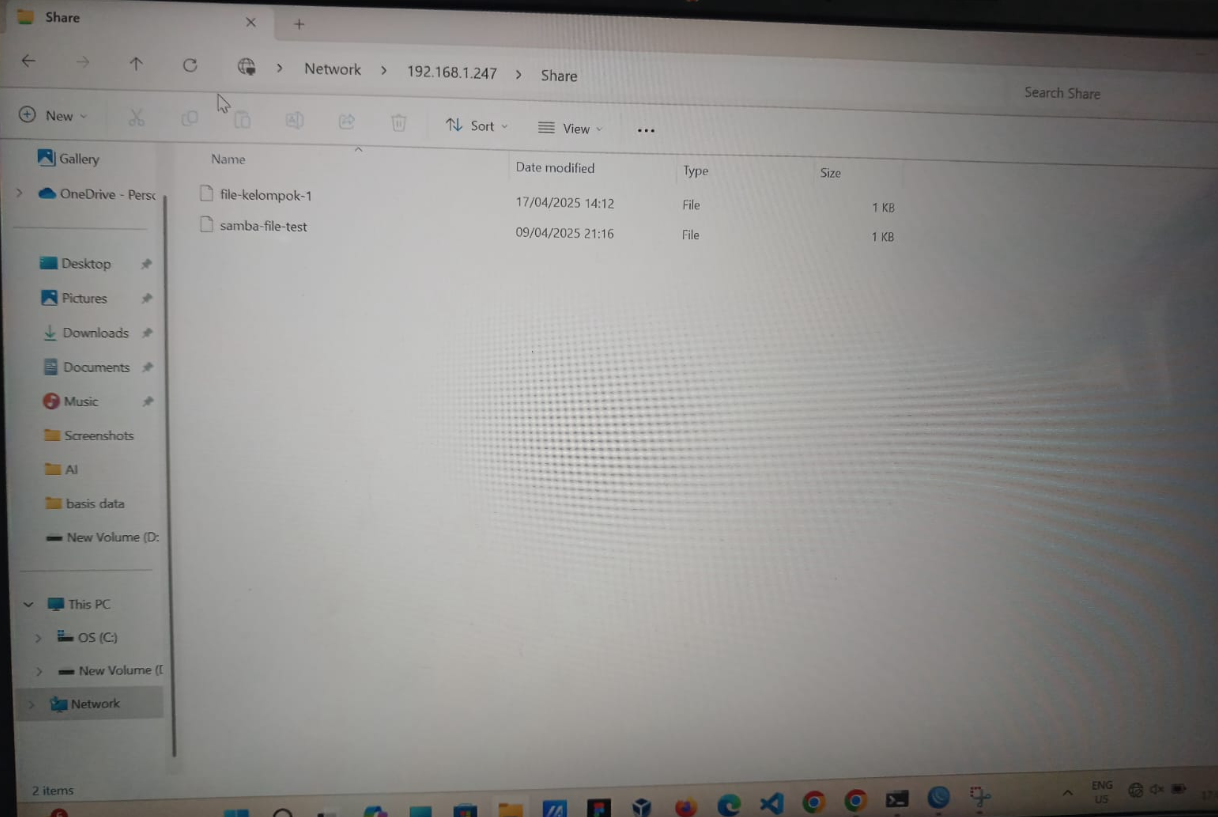 Share
Network > 192.168.1.247 > Share
Search Share
New
Sort
View
Gallery
OneDrive - Persc
Desktop
Pictures
Downloads
Documents
Music
Screenshots
AI
basis data
New Volume (D:
This PC
OS (C:)
New Volume (D
Network
Name Date modified Type Size
file-kelompok-1 17/04/2025 14:12 File 1 KB
samba-file-test 09/04/2025 21:16 File 1 KB
2 items
ENG
US